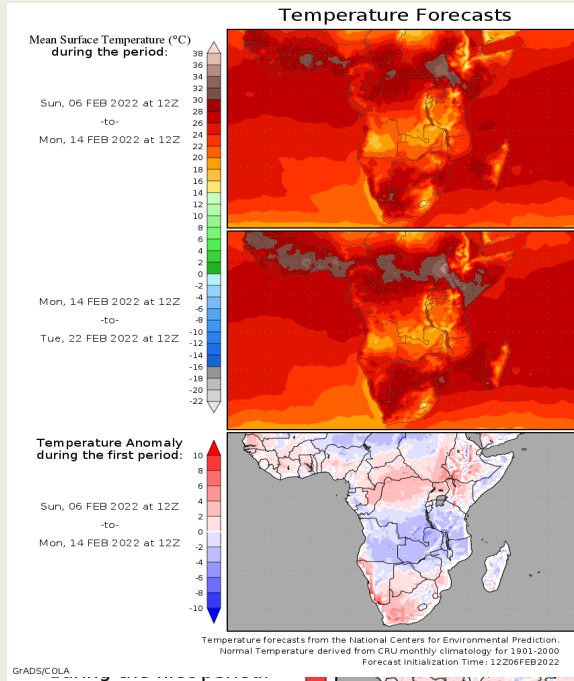 Temperature Forecasts
Mean Surface Temperature (°C)
during the period:
Sun, 06 FEB 2022 at 12Z
-to-
Mon, 14 FEB 2022 at 12Z
38
36
34
32
30
28
26
24
22
20
18
16
14
12
10
8
6
4
2
0
-2
-4
-6
-8
-10
-12
-14
-16
-18
-20
-22
Mon, 14 FEB 2022 at 12Z
-to-
Tue, 22 FEB 2022 at 12Z
Temperature Anomaly
during the first period:
Sun, 06 FEB 2022 at 12Z
-to-
Mon, 14 FEB 2022 at 12Z
10
8
6
4
2
0
-2
-4
-6
-8
-10
Temperature forecasts from the National Centers for Environmental Prediction.
Normal Temperature derived from CRU monthly climatology for 1901-2000
Forecast Initialization Time: 12Z06FEB2022
GrADS/COLA
during the first period: